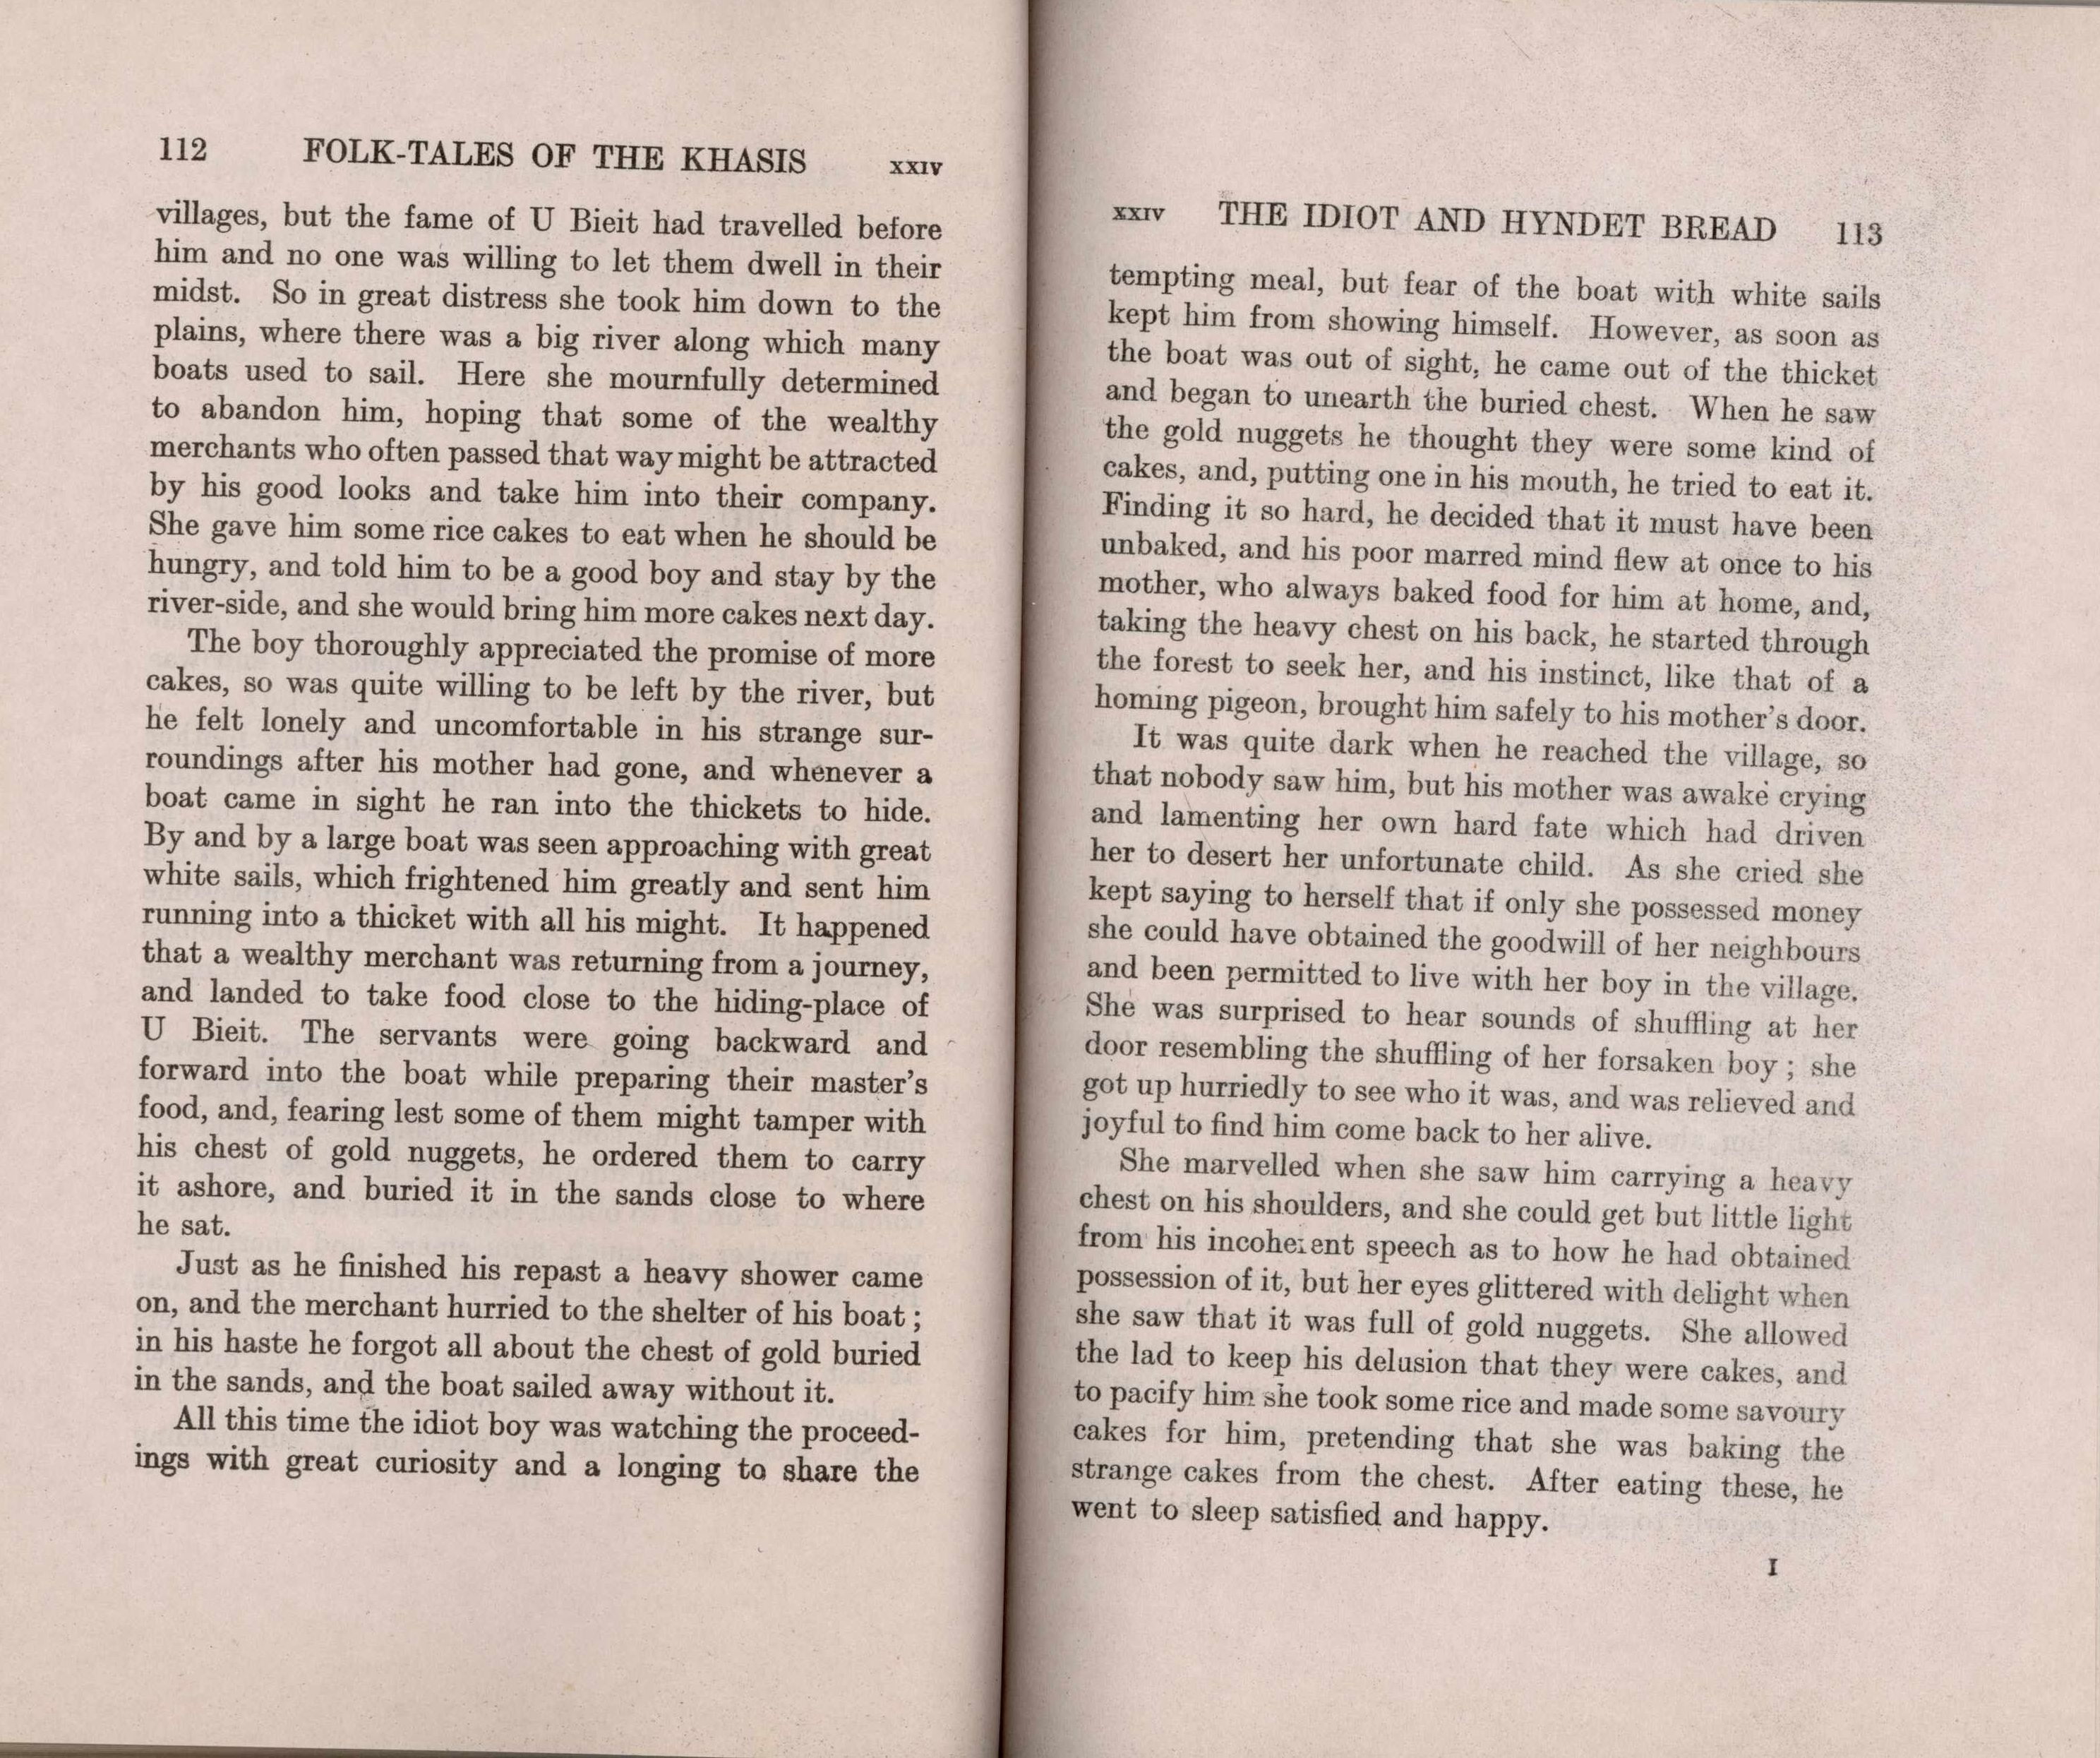 112 FOLK-TALES OF THE KHASIS XXIV
villages, but the fame of U Bieit had travelled before
him and no one was willing to let them dwell in their
midst. So in great distress she took him down to the
plains, where there was a big river along which many
boats used to sail. Here she mournfully determined
to abandon him, hoping that some of the wealthy
merchants who often passed that way might be attracted
by his good looks and take him into their company.
She gave him some rice cakes to eat when he should be
hungry, and told him to be a good boy and stay by the
river-side, and she would bring him more cakes next day.
The boy thoroughly appreciated the promise of more
cakes, so was quite willing to be left by the river, but
he felt lonely and uncomfortable in his strange sur-
roundings after his mother had gone, and whenever a
boat came in sight he ran into the thickets to hide.
By and by a large boat was seen approaching with great
white sails, which frightened him greatly and sent him
running into a thicket with all his might. It happened
that a wealthy merchant was returning from a journey,
and landed to take food close to the hiding-place of
U Bieit. The servants were going backward and
forward into the boat while preparing their master's
food, and, fearing lest some of them might tamper with
his chest of gold nuggets, he ordered them to carry
it ashore, and buried it in the sands close to where
he sat.
Just as he finished his repast a heavy shower came
on, and the merchant hurried to the shelter of his boat ;
in his haste he forgot all about the chest of gold buried
in the sands, and the boat sailed away without it.
All this time the idiot boy was watching the proceed-
ings with great curiosity and a longing to share the
XXIV THE IDIOT AND HYNDET BREAD 113
tempting meal, but fear of the boat with white sails
kept him from showing himself. However, as soon as
the boat was out of sight, he came out of the thicket
and began to unearth the buried chest. When he saw
the gold nuggets he thought they were some kind of
cakes, and, putting one in his mouth, he tried to eat it.
Finding it so hard, he decided that it must have been
unbaked, and his poor marred mind flew at once to his
mother, who always baked food for him at home, and,
taking the heavy chest on his back, he started through
the forest to seek her, and his instinct, like that of a
homing pigeon, brought him safely to his mother's door.
It was quite dark when he reached the village, so
that nobody saw him, but his mother was awake crying
and lamenting her own hard fate which had driven
her to desert her unfortunate child. As she cried she
kept saying to herself that if only she possessed money
she could have obtained the goodwill of her neighbours
and been permitted to live with her boy in the village.
She was surprised to hear sounds of shuffling at her
door resembling the shuffling of her forsaken boy ; she
got up hurriedly to see who it was, and was relieved and
joyful to find him come back to her alive.
She marvelled when she saw him carrying a heavy
chest on his shoulders, and she could get but little light
from his incoherent speech as to how he had obtained
possession of it, but her eyes glittered with delight when
she saw that it was full of gold nuggets. She allowed
the lad to keep his delusion that they were cakes, and
to pacify him she took some rice and made some savoury
cakes for him, pretending that she was baking the
strange cakes from the chest. After eating these, he
went to sleep satisfied and happy.
I